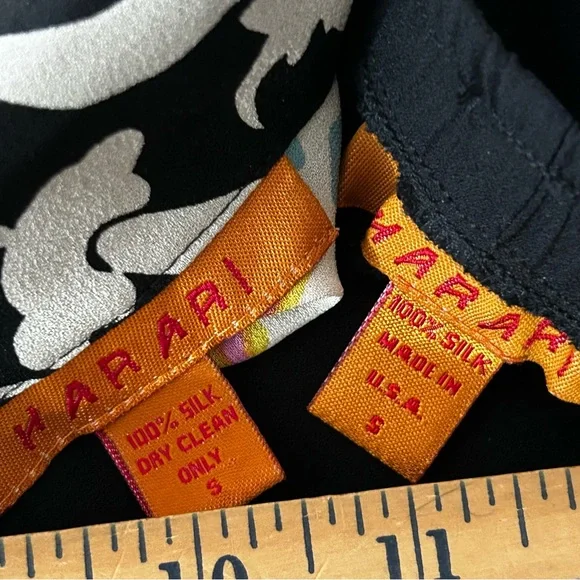 HARARI
100% SILK
DRY CLEAN
ONLY
S
HARARI
100% SILK
MADE IN
U.S.A.
S
10
11